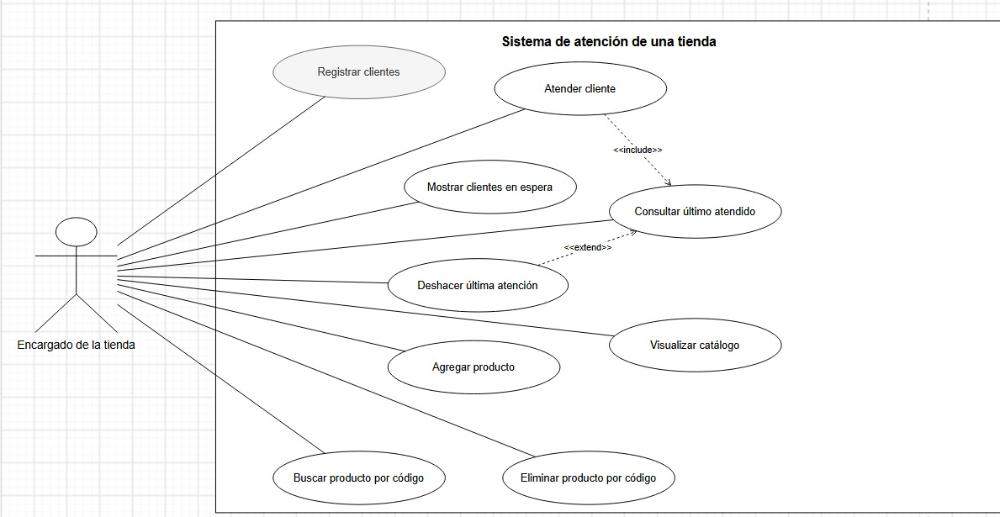 Sistema de atención de una tienda
Registrar clientes
Atender cliente
<<include>>
Mostrar clientes en espera
Consultar último atendido
<<extend>>
Deshacer última atención
Encargado de la tienda
Visualizar catálogo
Agregar producto
Buscar producto por código
Eliminar producto por código